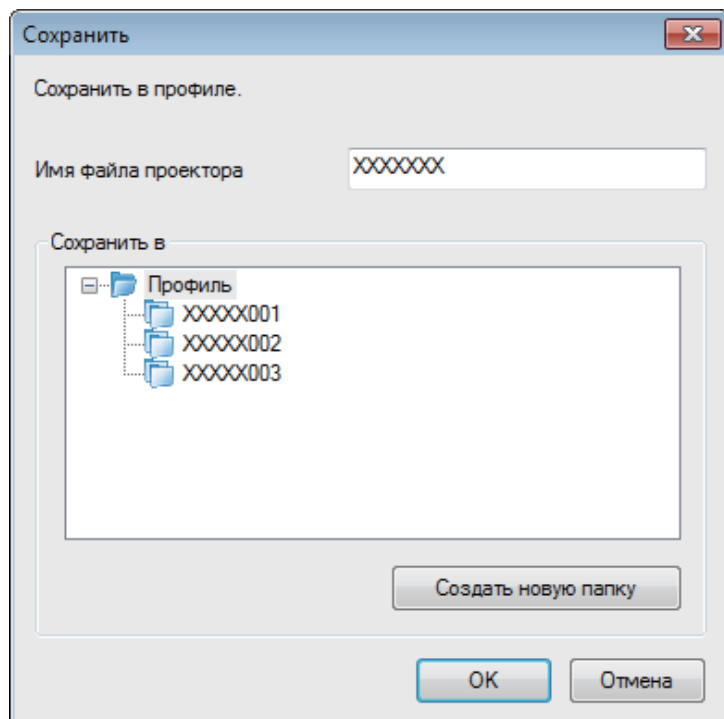 Сохранить
Сохранить в профиле.
Имя файла проектора XXXXXXX
Сохранить в
Профиль
XXXXX001
XXXXX002
XXXXX003
Создать новую папку
OK Отмена